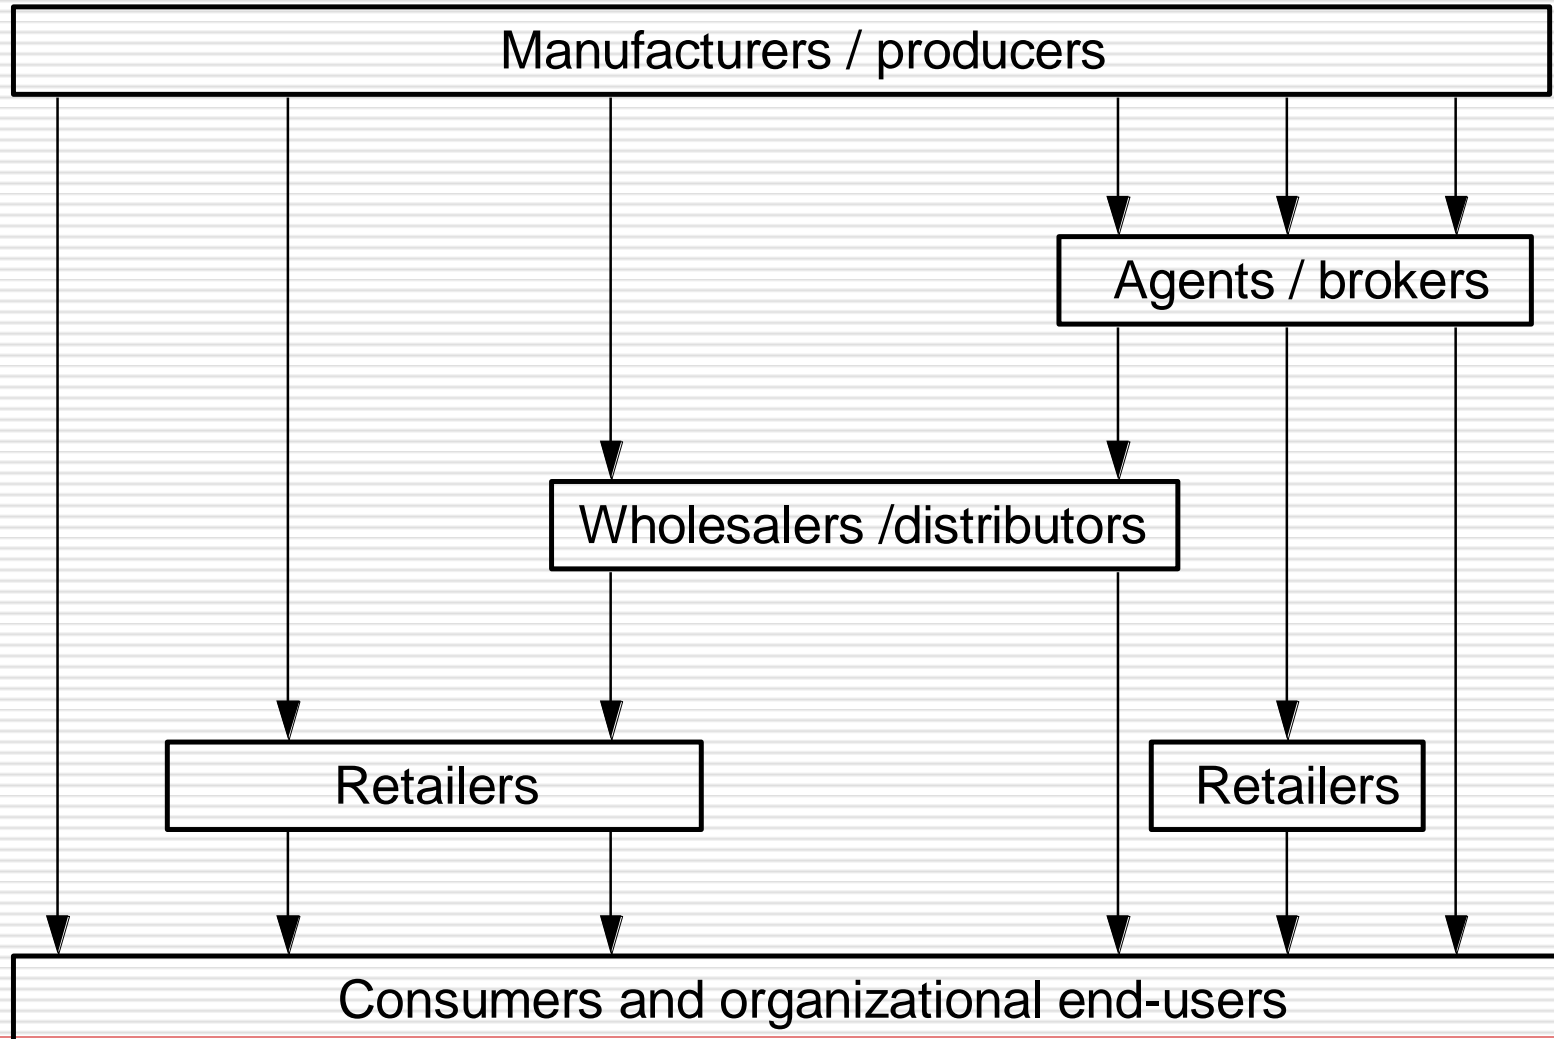 Manufacturers / producers
Agents / brokers
Wholesalers /distributors
Retailers
Retailers
Consumers and organizational end-users